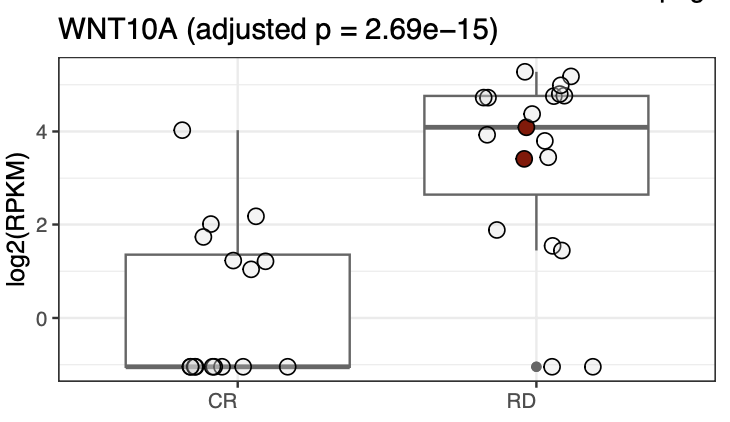 WNT10A (adjusted p = 2.69e−15)
log2(RPKM)
4
2
0
CR
RD